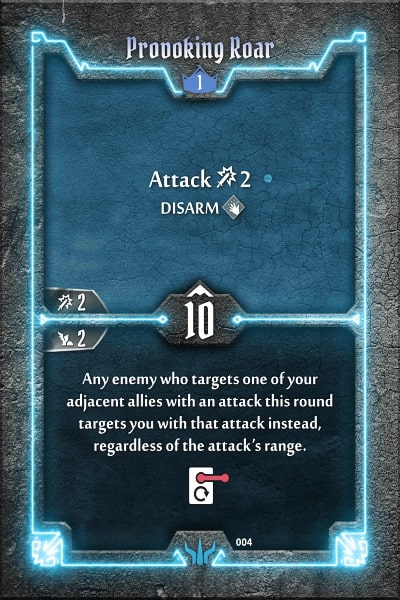 Provoking Roar
1
Attack 2
DISARM
2
10
2
Any enemy who targets one of your
adjacent allies with an attack this round
targets you with that attack instead,
regardless of the attack's range.
004